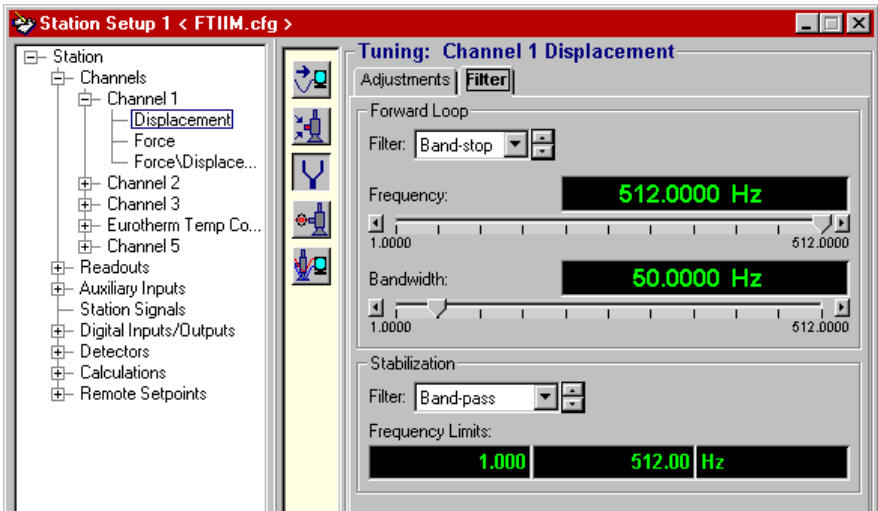 Station Setup 1 < FTIIM.cfg >
Station
Channels
Channel 1
Displacement
Force
Force\Displace...
Channel 2
Channel 3
Eurotherm Temp Co...
Channel 5
Readouts
Auxiliary Inputs
Station Signals
Digital Inputs/Outputs
Detectors
Calculations
Remote Setpoints
Tuning: Channel 1 Displacement
Adjustments Filter
Forward Loop
Filter: Band-stop
Frequency: 512.0000 Hz
1.0000 512.0000
Bandwidth: 50.0000 Hz
1.0000 512.0000
Stabilization
Filter: Band-pass
Frequency Limits:
1.000 512.00 Hz